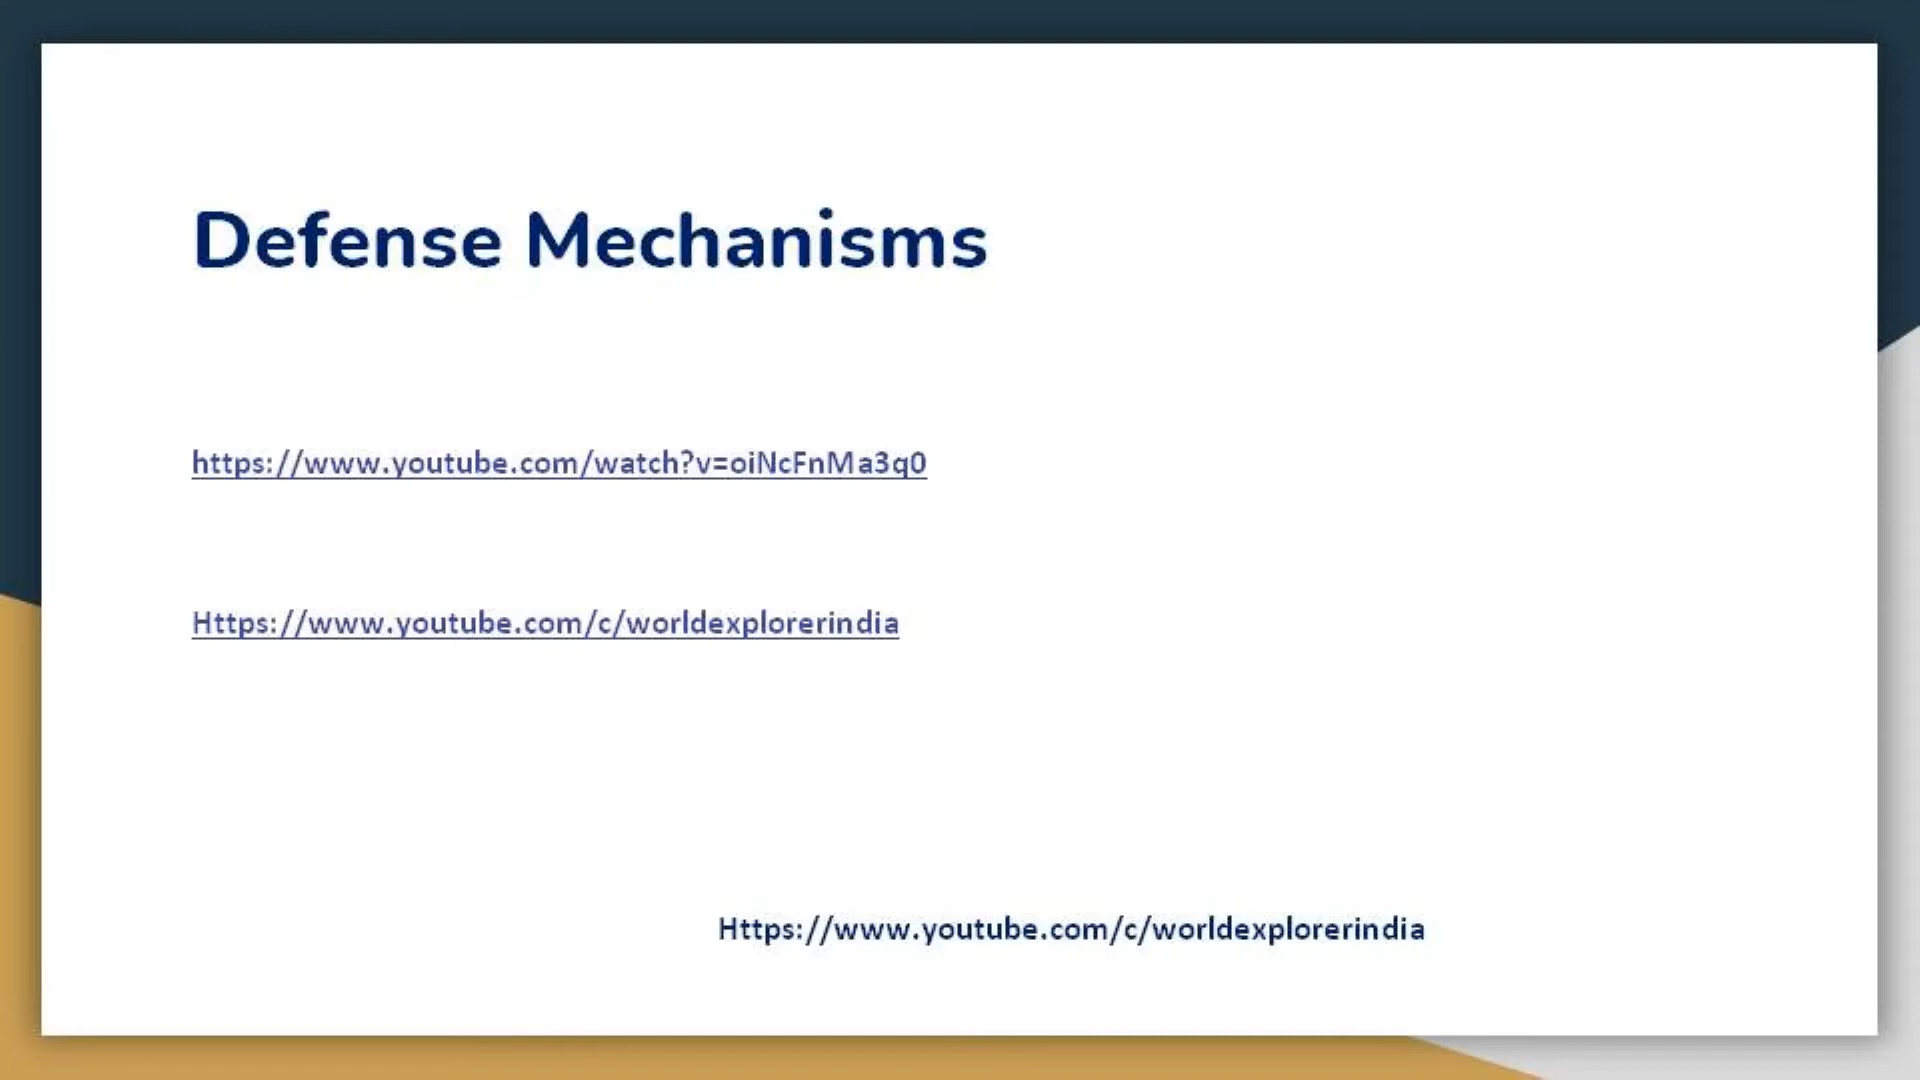 Defense Mechanisms
https://www.youtube.com/watch?v=oiNcFnMa3q0
Https://www.youtube.com/c/worldexplorerindia
Https://www.youtube.com/c/worldexplorerindia